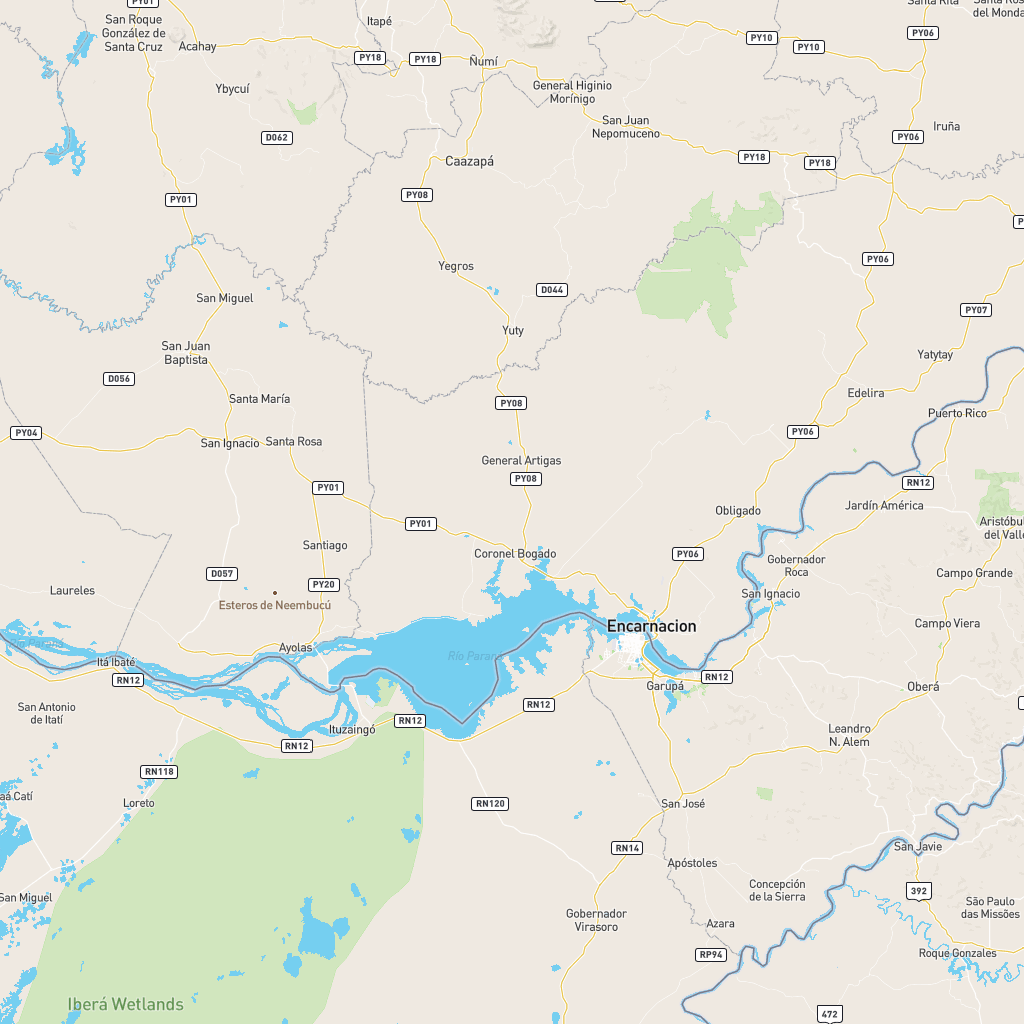 PY01
Itapé
Santa Rita
del Monda
San Roque
González de
Santa Cruz
Acahay
PY06
PY10
PY10
PY18
PY18
Ñumí
Ybycuí
General Higinio
Morínigo
San Juan
Nepomuceno
Iruña
D062
PY06
Caazapá
PY18
PY18
PY08
PY01
Yegros
PY06
San Miguel
D044
PY07
Yuty
San Juan
Baptista
Yatytay
D056
Edelira
Santa María
PY08
Puerto Rico
PY04
San Ignacio
Santa Rosa
PY06
General Artigas
PY08
PY01
RN12
Jardín América
Obligado
PY01
Aristóbul
del Valle
Santiago
Coronel Bogado
PY06
Gobernador
Roca
D057
Campo Grande
Laureles
PY20
San Ignacio
Esteros de Neembucú
Campo Viera
Encarnacion
Río Paraná
Ayolas
Río Paraná
Itá Ibaté
RN12
RN12
Garupá
Oberá
San Antonio
de Itatí
RN12
RN12
Ituzaingó
Leandro
N. Alem
RN12
RN118
Loreto
aá Catí
RN120
San José
RN14
San Javie
Apóstoles
San Miguel
Concepción
de la Sierra
392
São Paulo
das Missões
Gobernador
Virasoro
Azara
RP94
Roque Gonzales
Iberá Wetlands
472